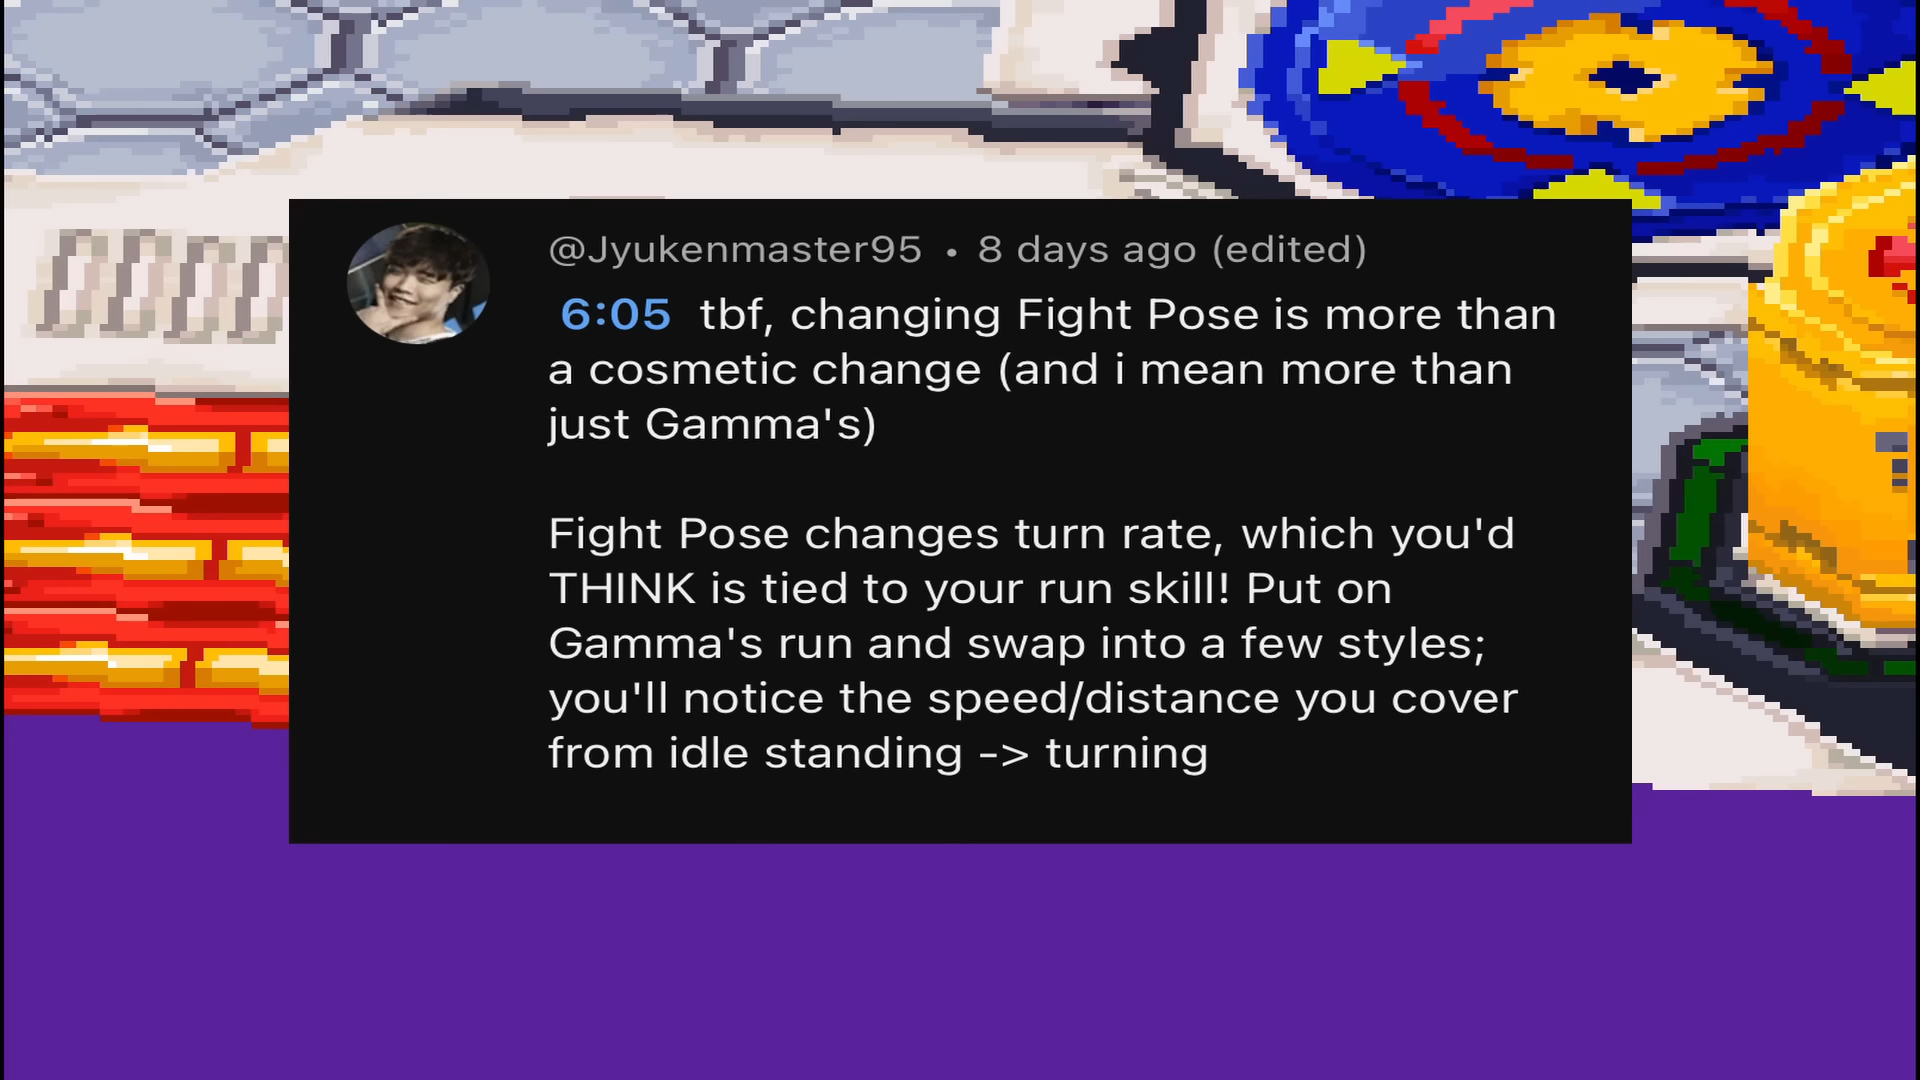 @Jyukenmaster95 • 8 days ago (edited)
6:05 tbf, changing Fight Pose is more than
a cosmetic change (and i mean more than
just Gamma's)
Fight Pose changes turn rate, which you'd
THINK is tied to your run skill! Put on
Gamma's run and swap into a few styles;
you'll notice the speed/distance you cover
from idle standing -> turning